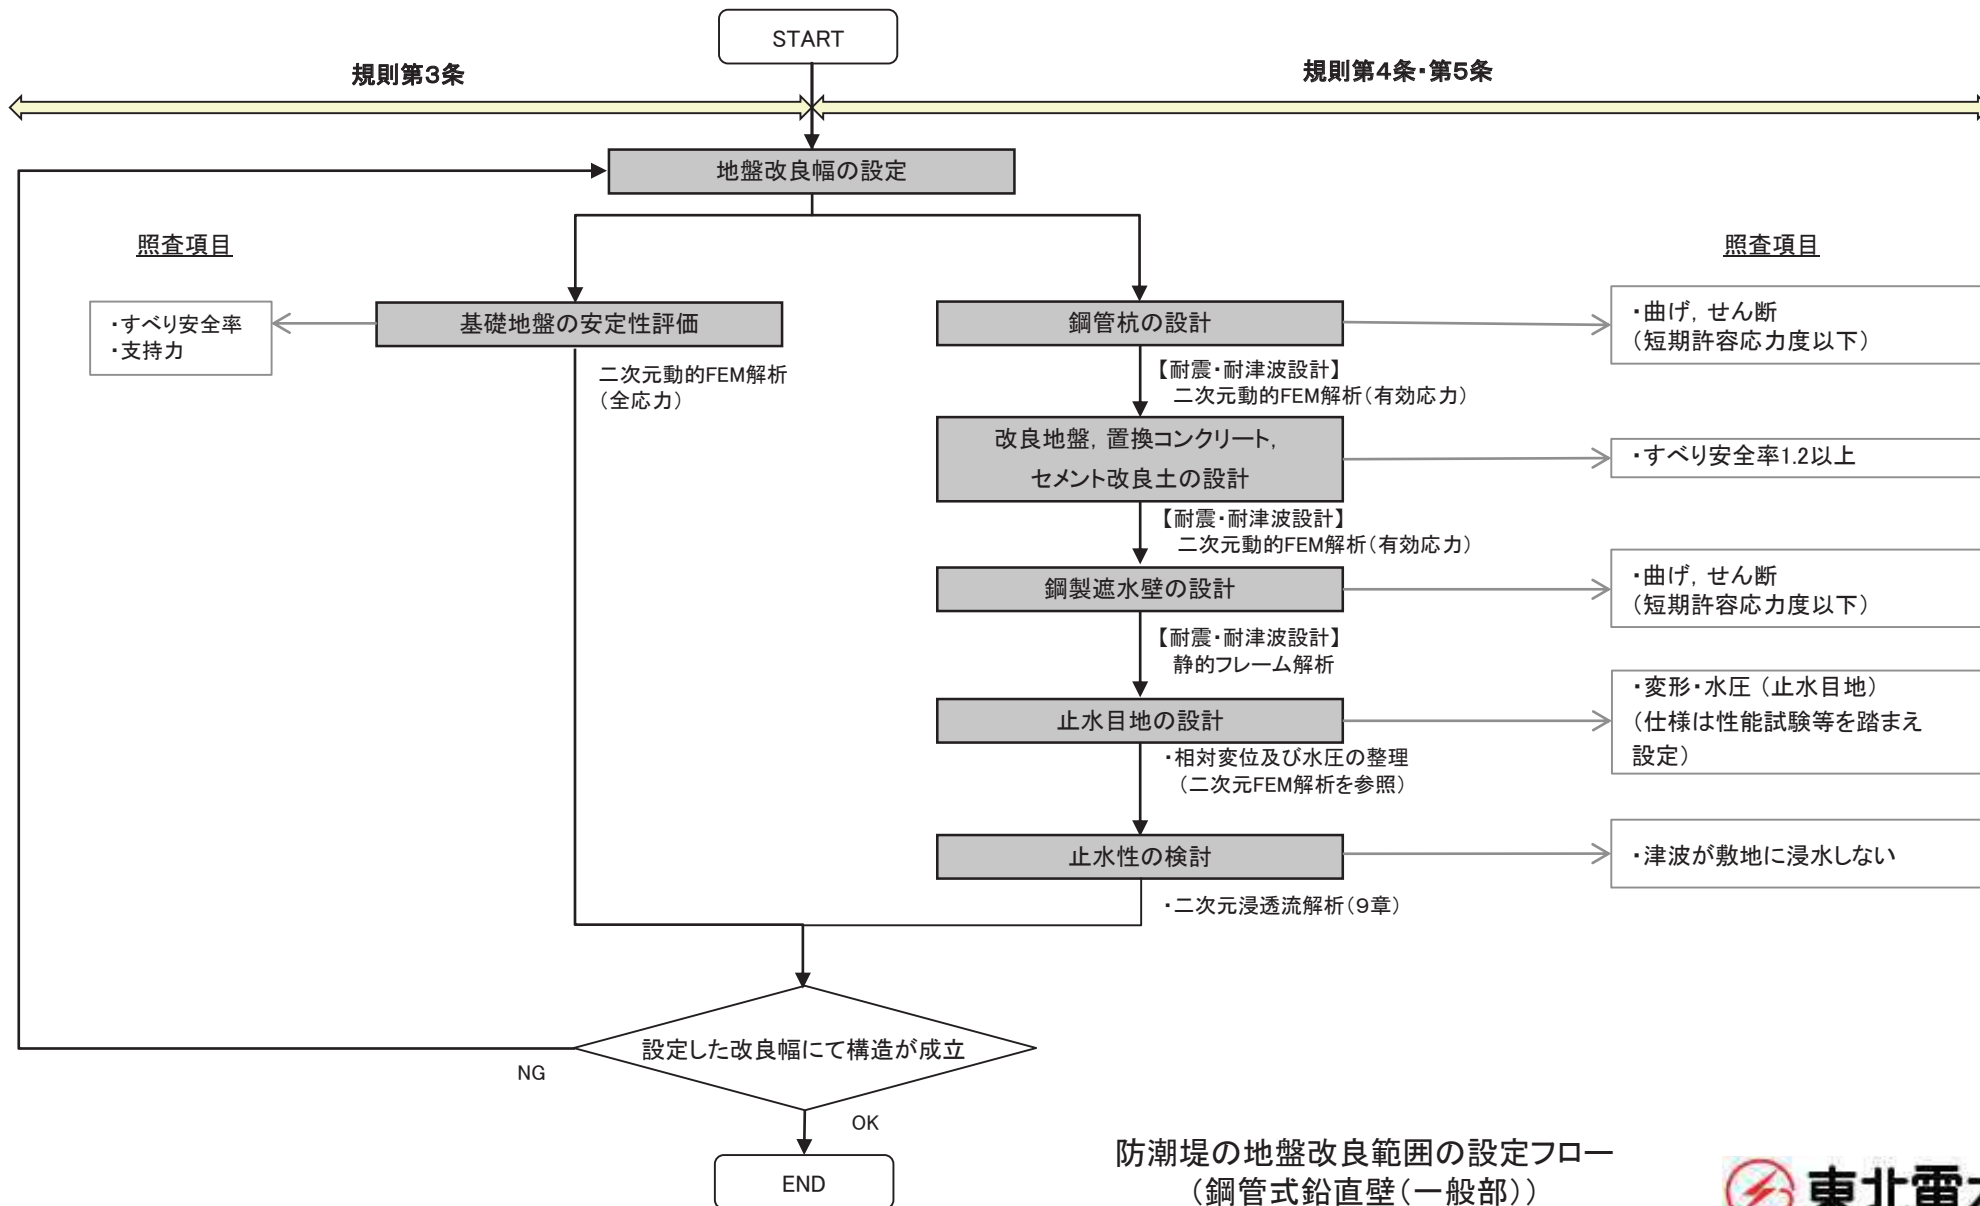 START
規則第3条
規則第4条・第5条
地盤改良幅の設定
照査項目
照査項目
・すべり安全率
・支持力
基礎地盤の安定性評価
二次元動的FEM解析
（全応力）
鋼管杭の設計
・曲げ，せん断
（短期許容応力度以下）
【耐震・耐津波設計】
二次元動的FEM解析（有効応力）
改良地盤，置換コンクリート，
セメント改良土の設計
・すべり安全率1.2以上
【耐震・耐津波設計】
二次元動的FEM解析（有効応力）
鋼製遮水壁の設計
・曲げ，せん断
（短期許容応力度以下）
【耐震・耐津波設計】
静的フレーム解析
止水目地の設計
・変形・水圧（止水目地）
（仕様は性能試験等を踏まえ
設定）
・相対変位及び水圧の整理
（二次元FEM解析を参照）
止水性の検討
・津波が敷地に浸水しない
・二次元浸透流解析（9章）
設定した改良幅にて構造が成立
NG
OK
END
防潮堤の地盤改良範囲の設定フロー
（鋼管式鉛直壁（一般部））
東北電